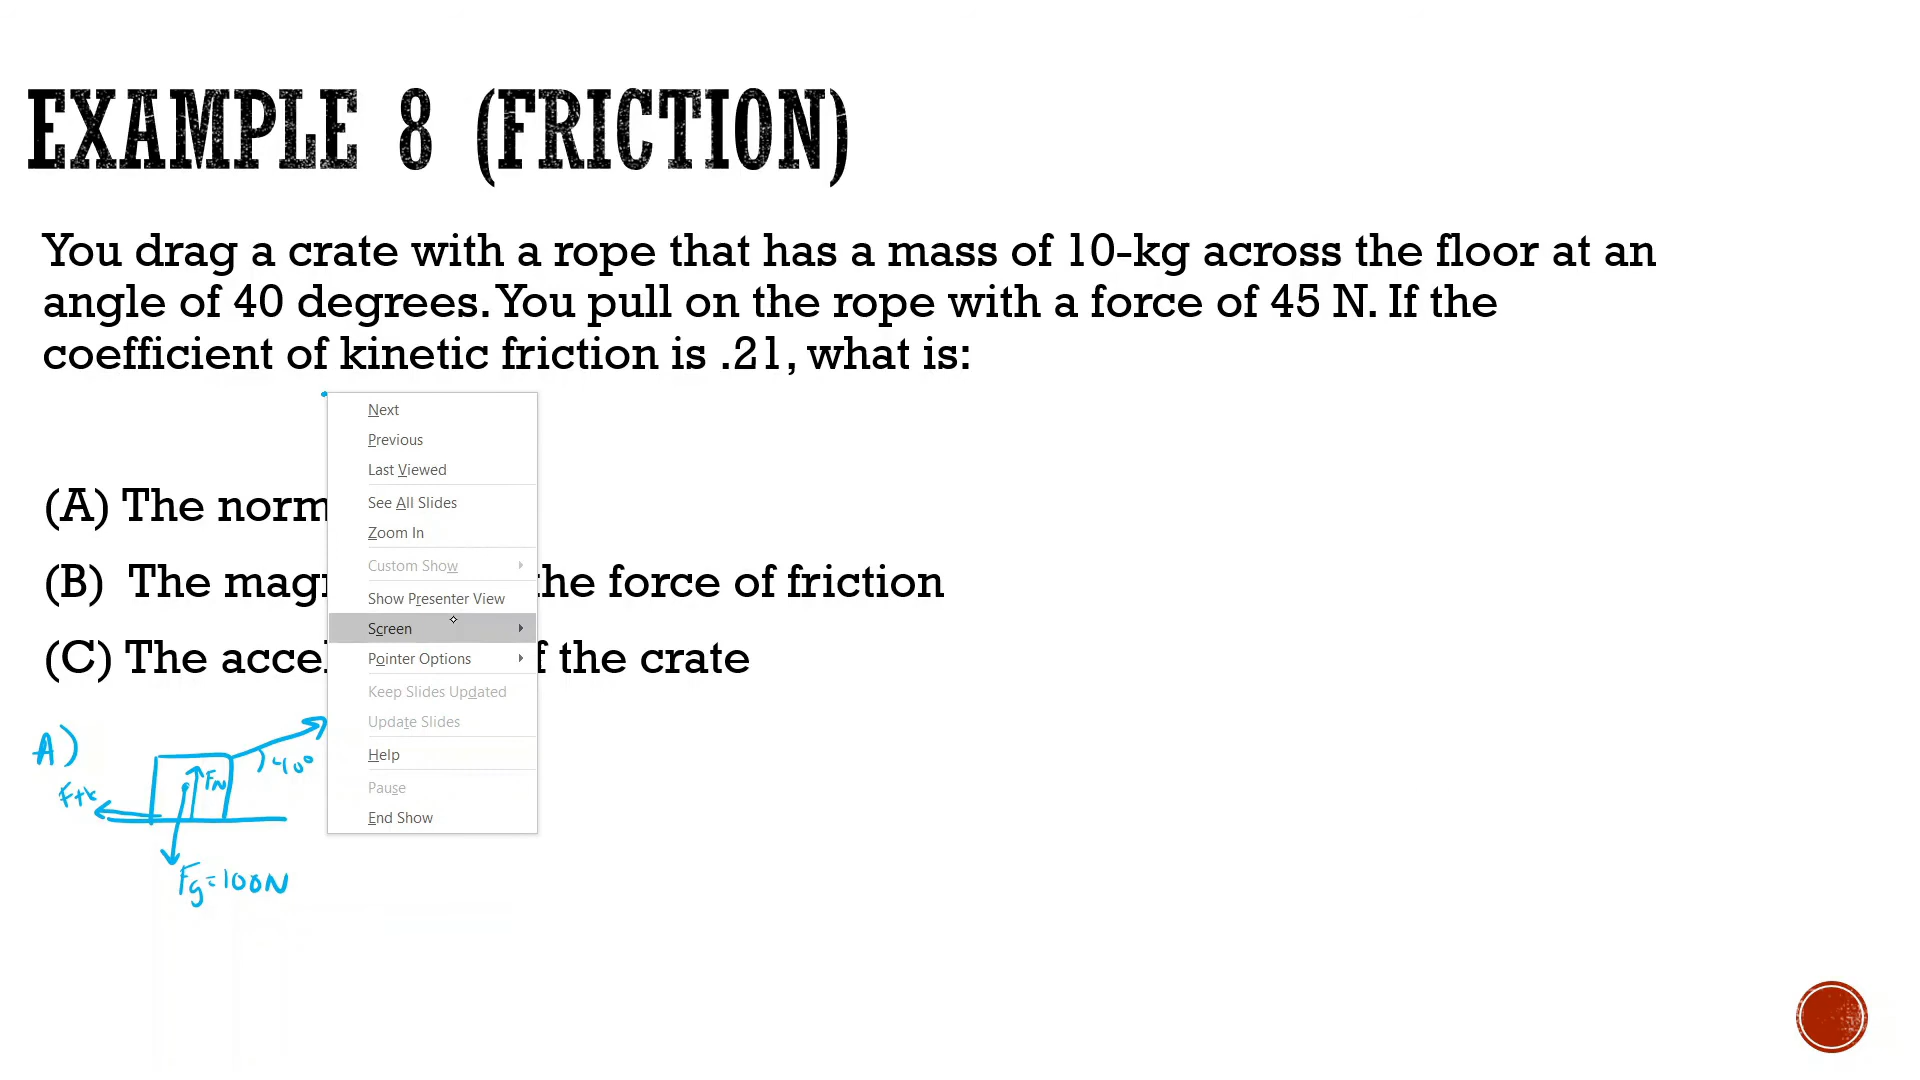 EXAMPLE 8 (FRICTION)
You drag a crate with a rope that has a mass of 10-kg across the floor at an
angle of 40 degrees. You pull on the rope with a force of 45 N. If the
coefficient of kinetic friction is .21, what is:
(A) The norm
(B) The magn the force of friction
(C) The accel f the crate
Next
Previous
Last Viewed
See All Slides
Zoom In
Custom Show
Show Presenter View
Screen
Pointer Options
Keep Slides Updated
Update Slides
Help
Pause
End Show
A)
40°
FN
Fg=100N